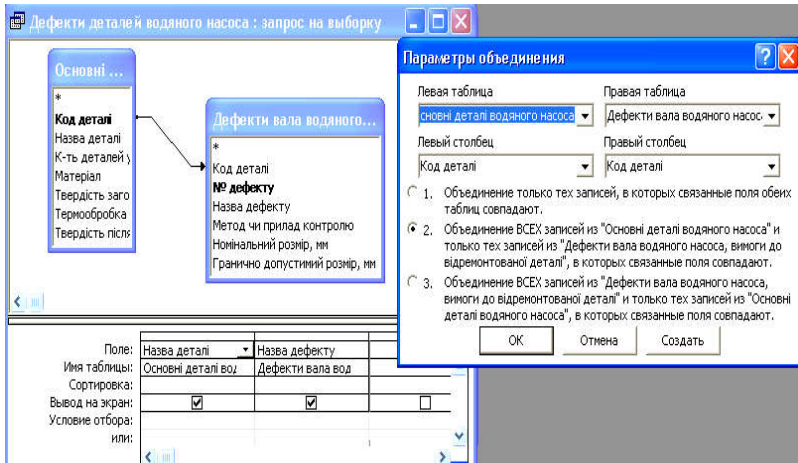 Дефекти деталей водяного насоса : запрос на выборку
Основні ...
*
Код деталі
Назва деталі
К-ть деталей у
Матеріал
Твердість заго
Термообробка
Твердість після
Дефекти вала водяного...
*
Код деталі
№ дефекту
Назва дефекту
Метод чи прилад контролю
Номінальний розмір, мм
Гранично допустимий розмір, мм
Поле: Назва деталі Назва дефекту
Имя таблицы: Основні деталі вод Дефекти вала вод
Сортировка:
Вывод на экран:
Условие отбора:
или:
Параметры объединения
Левая таблица Правая таблица
сновні деталі водяного насоса Дефекти вала водяного насос
Левый столбец Правый столбец
Код деталі Код деталі
1. Объединение только тех записей, в которых связанные поля обеих
таблиц совпадают.
2. Объединение ВСЕХ записей из "Основні деталі водяного насоса" и
только тех записей из "Дефекти вала водяного насоса, вимоги до
відремонтованої деталі", в которых связанные поля совпадают.
3. Объединение ВСЕХ записей из "Дефекти вала водяного насоса,
вимоги до відремонтованої деталі" и только тех записей из "Основні
деталі водяного насоса", в которых связанные поля совпадают.
ОК Отмена Создать